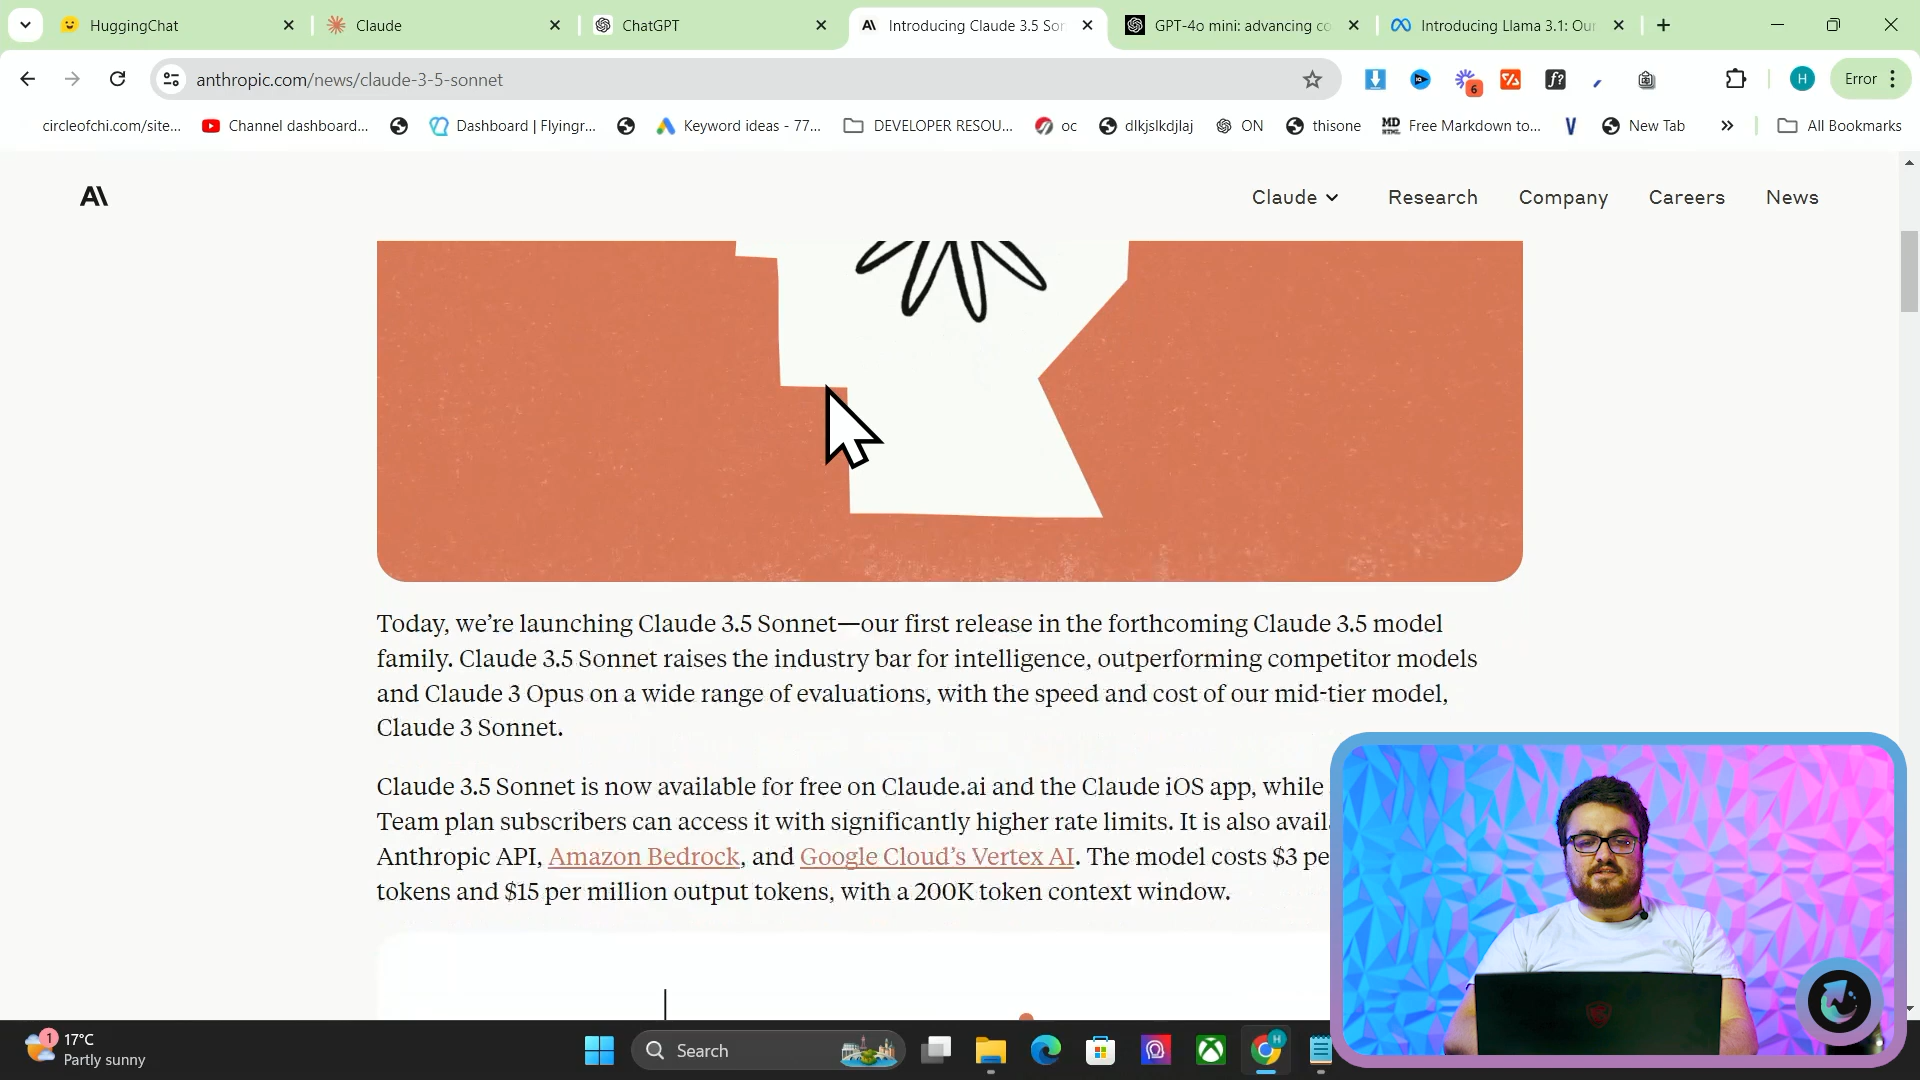 HuggingChat
Claude
ChatGPT
Introducing Claude 3.5 Son
GPT-4o mini: advancing co
Introducing Llama 3.1: Our
anthropic.com/news/claude-3-5-sonnet
6
f?
H
Error
circleofchi.com/site...
Channel dashboard...
Dashboard | Flyingr...
Keyword ideas - 77...
DEVELOPER RESOU...
oc
dlkjslkdjlaj
ON
thisone
Free Markdown to...
New Tab
All Bookmarks
Claude
Research
Company
Careers
News
Today, we're launching Claude 3.5 Sonnet—our first release in the forthcoming Claude 3.5 model
family. Claude 3.5 Sonnet raises the industry bar for intelligence, outperforming competitor models
and Claude 3 Opus on a wide range of evaluations, with the speed and cost of our mid-tier model,
Claude 3 Sonnet.
Claude 3.5 Sonnet is now available for free on Claude.ai and the Claude iOS app, while
Team plan subscribers can access it with significantly higher rate limits. It is also avail
Anthropic API, Amazon Bedrock, and Google Cloud's Vertex AI. The model costs $3 pe
tokens and $15 per million output tokens, with a 200K token context window.
1
17°C
Partly sunny
Search
H